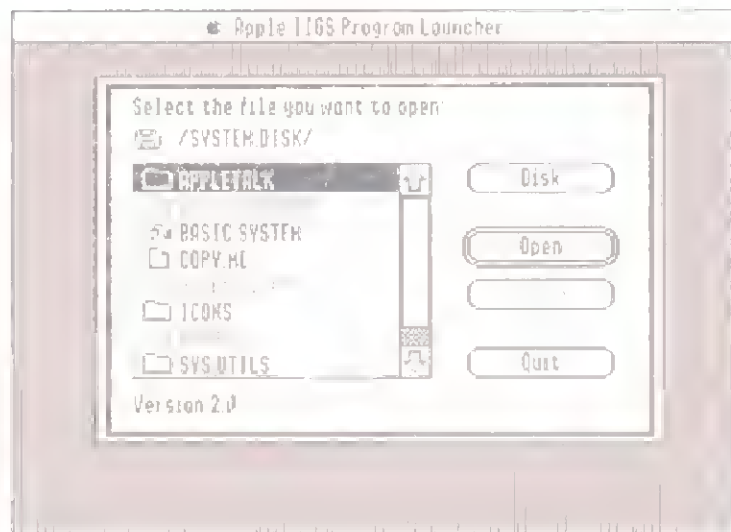 Apple IIGS Program Launcher
Select the file you want to open:
/SYSTEM.DISK/
APPLETALK
Disk
BASIC.SYSTEM
Open
COPY.ME
ICONS
SYS.UTILS
Quit
Version 2.0